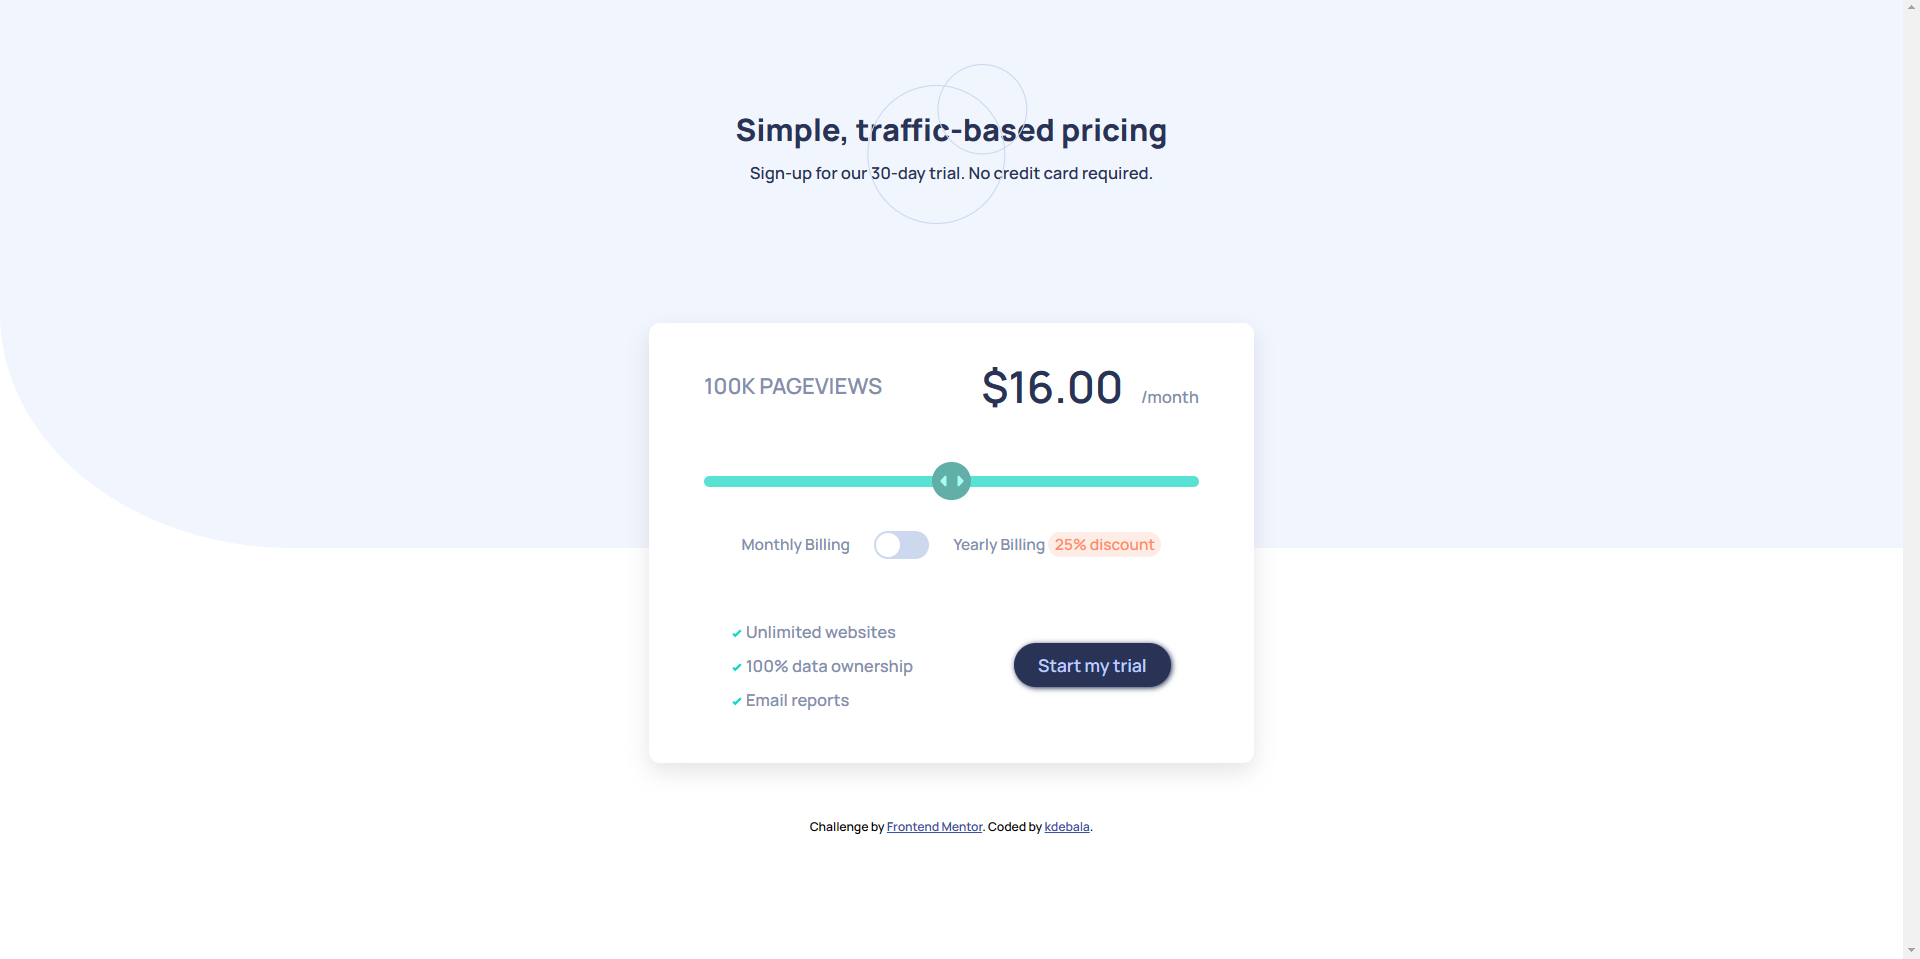 Simple, traffic-based pricing
Sign-up for our 30-day trial. No credit card required.
100K PAGEVIEWS
$16.00 /month
Monthly Billing
Yearly Billing 25% discount
Unlimited websites
100% data ownership
Email reports
Start my trial
Challenge by Frontend Mentor. Coded by kdebala.